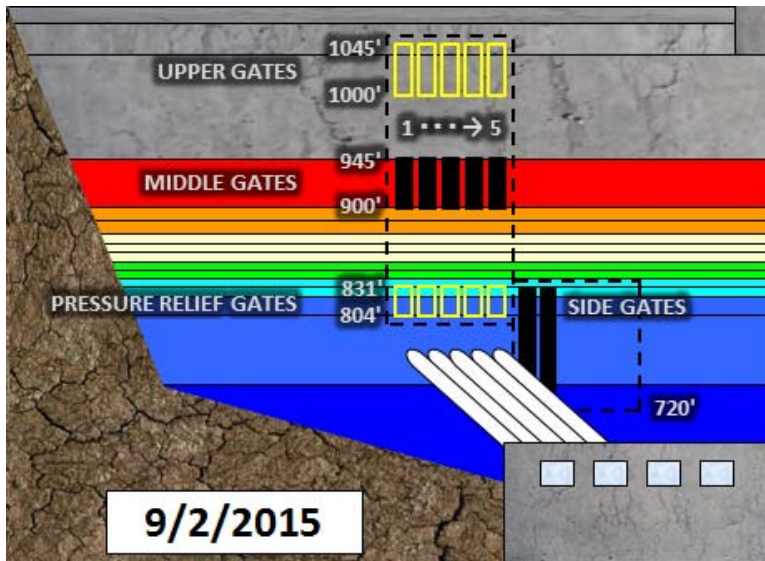 1045'
UPPER GATES
1000'
1 ··· → 5
945'
MIDDLE GATES
900'
831'
PRESSURE RELIEF GATES
SIDE GATES
804'
720'
9/2/2015